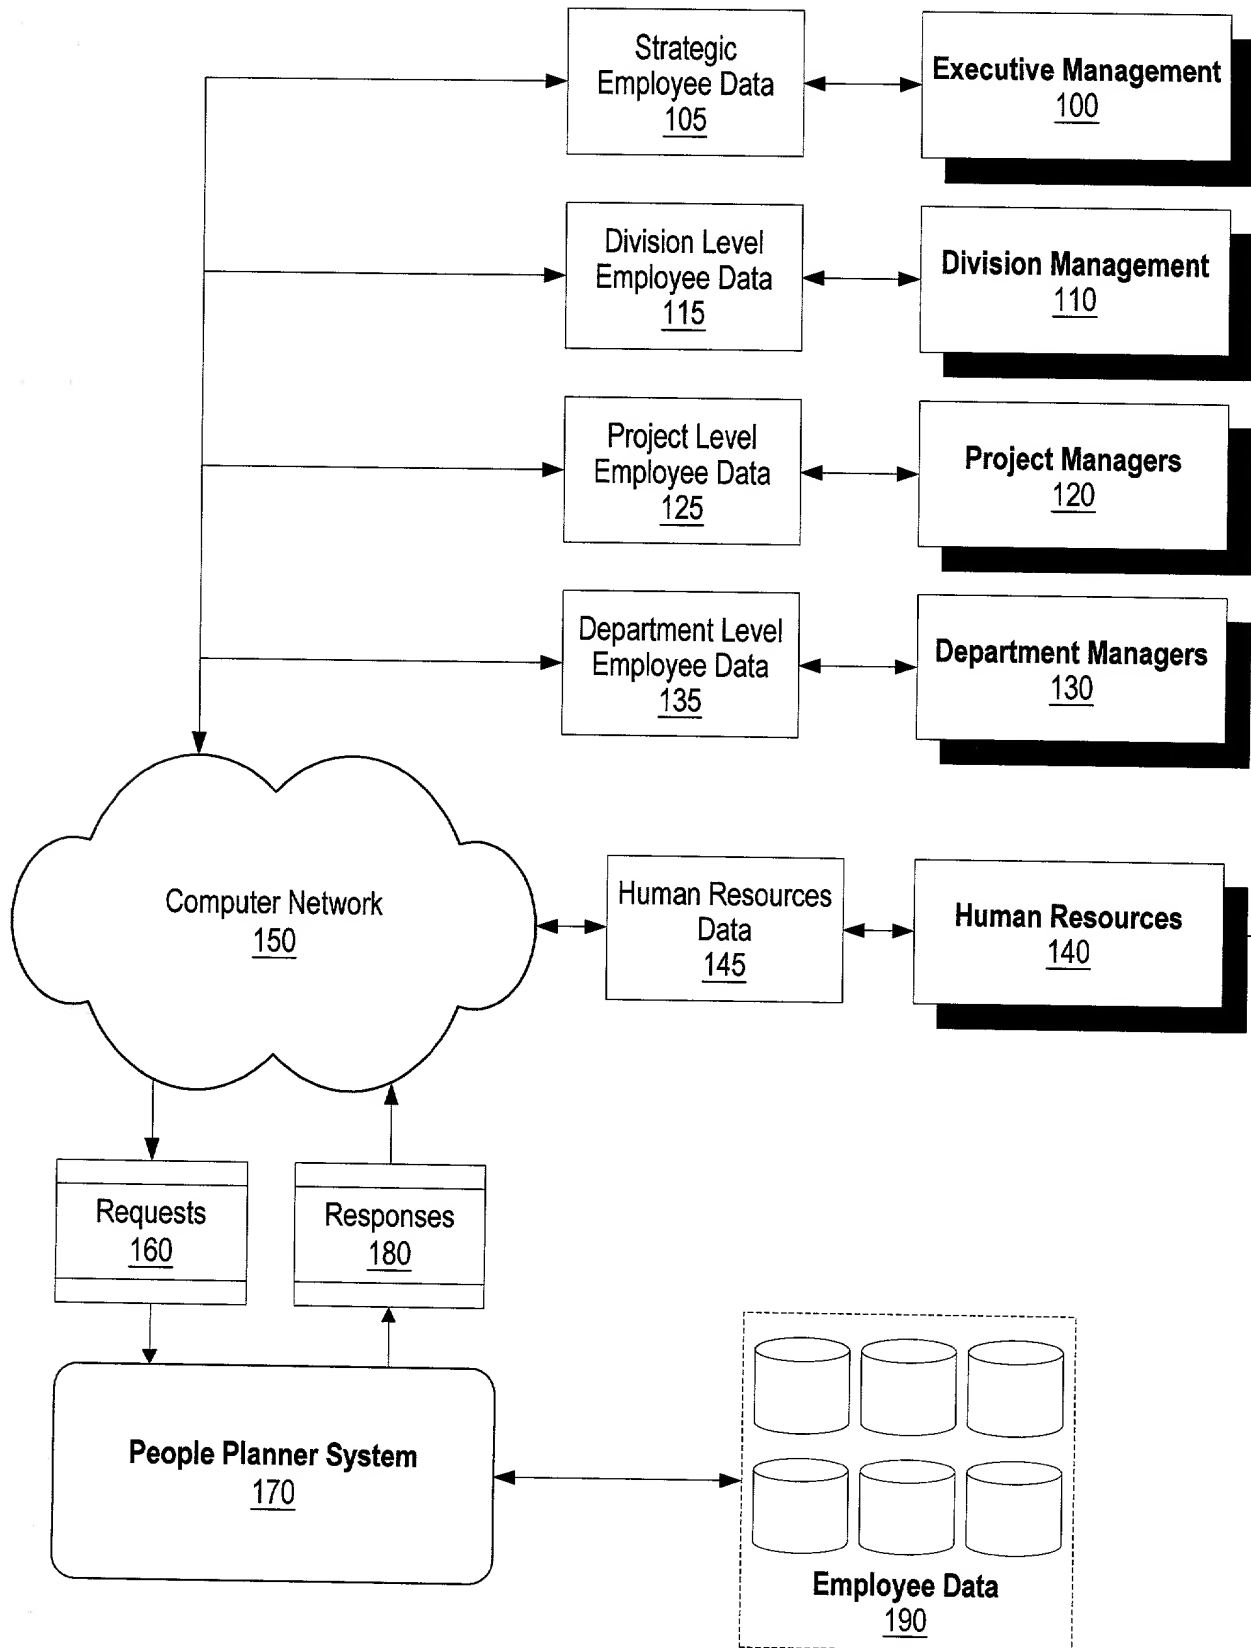 Strategic
Employee Data
105
Executive Management
100
Division Level
Employee Data
115
Division Management
110
Project Level
Employee Data
125
Project Managers
120
Department Level
Employee Data
135
Department Managers
130
Computer Network
150
Human Resources
Data
145
Human Resources
140
Requests
160
Responses
180
People Planner System
170
Employee Data
190